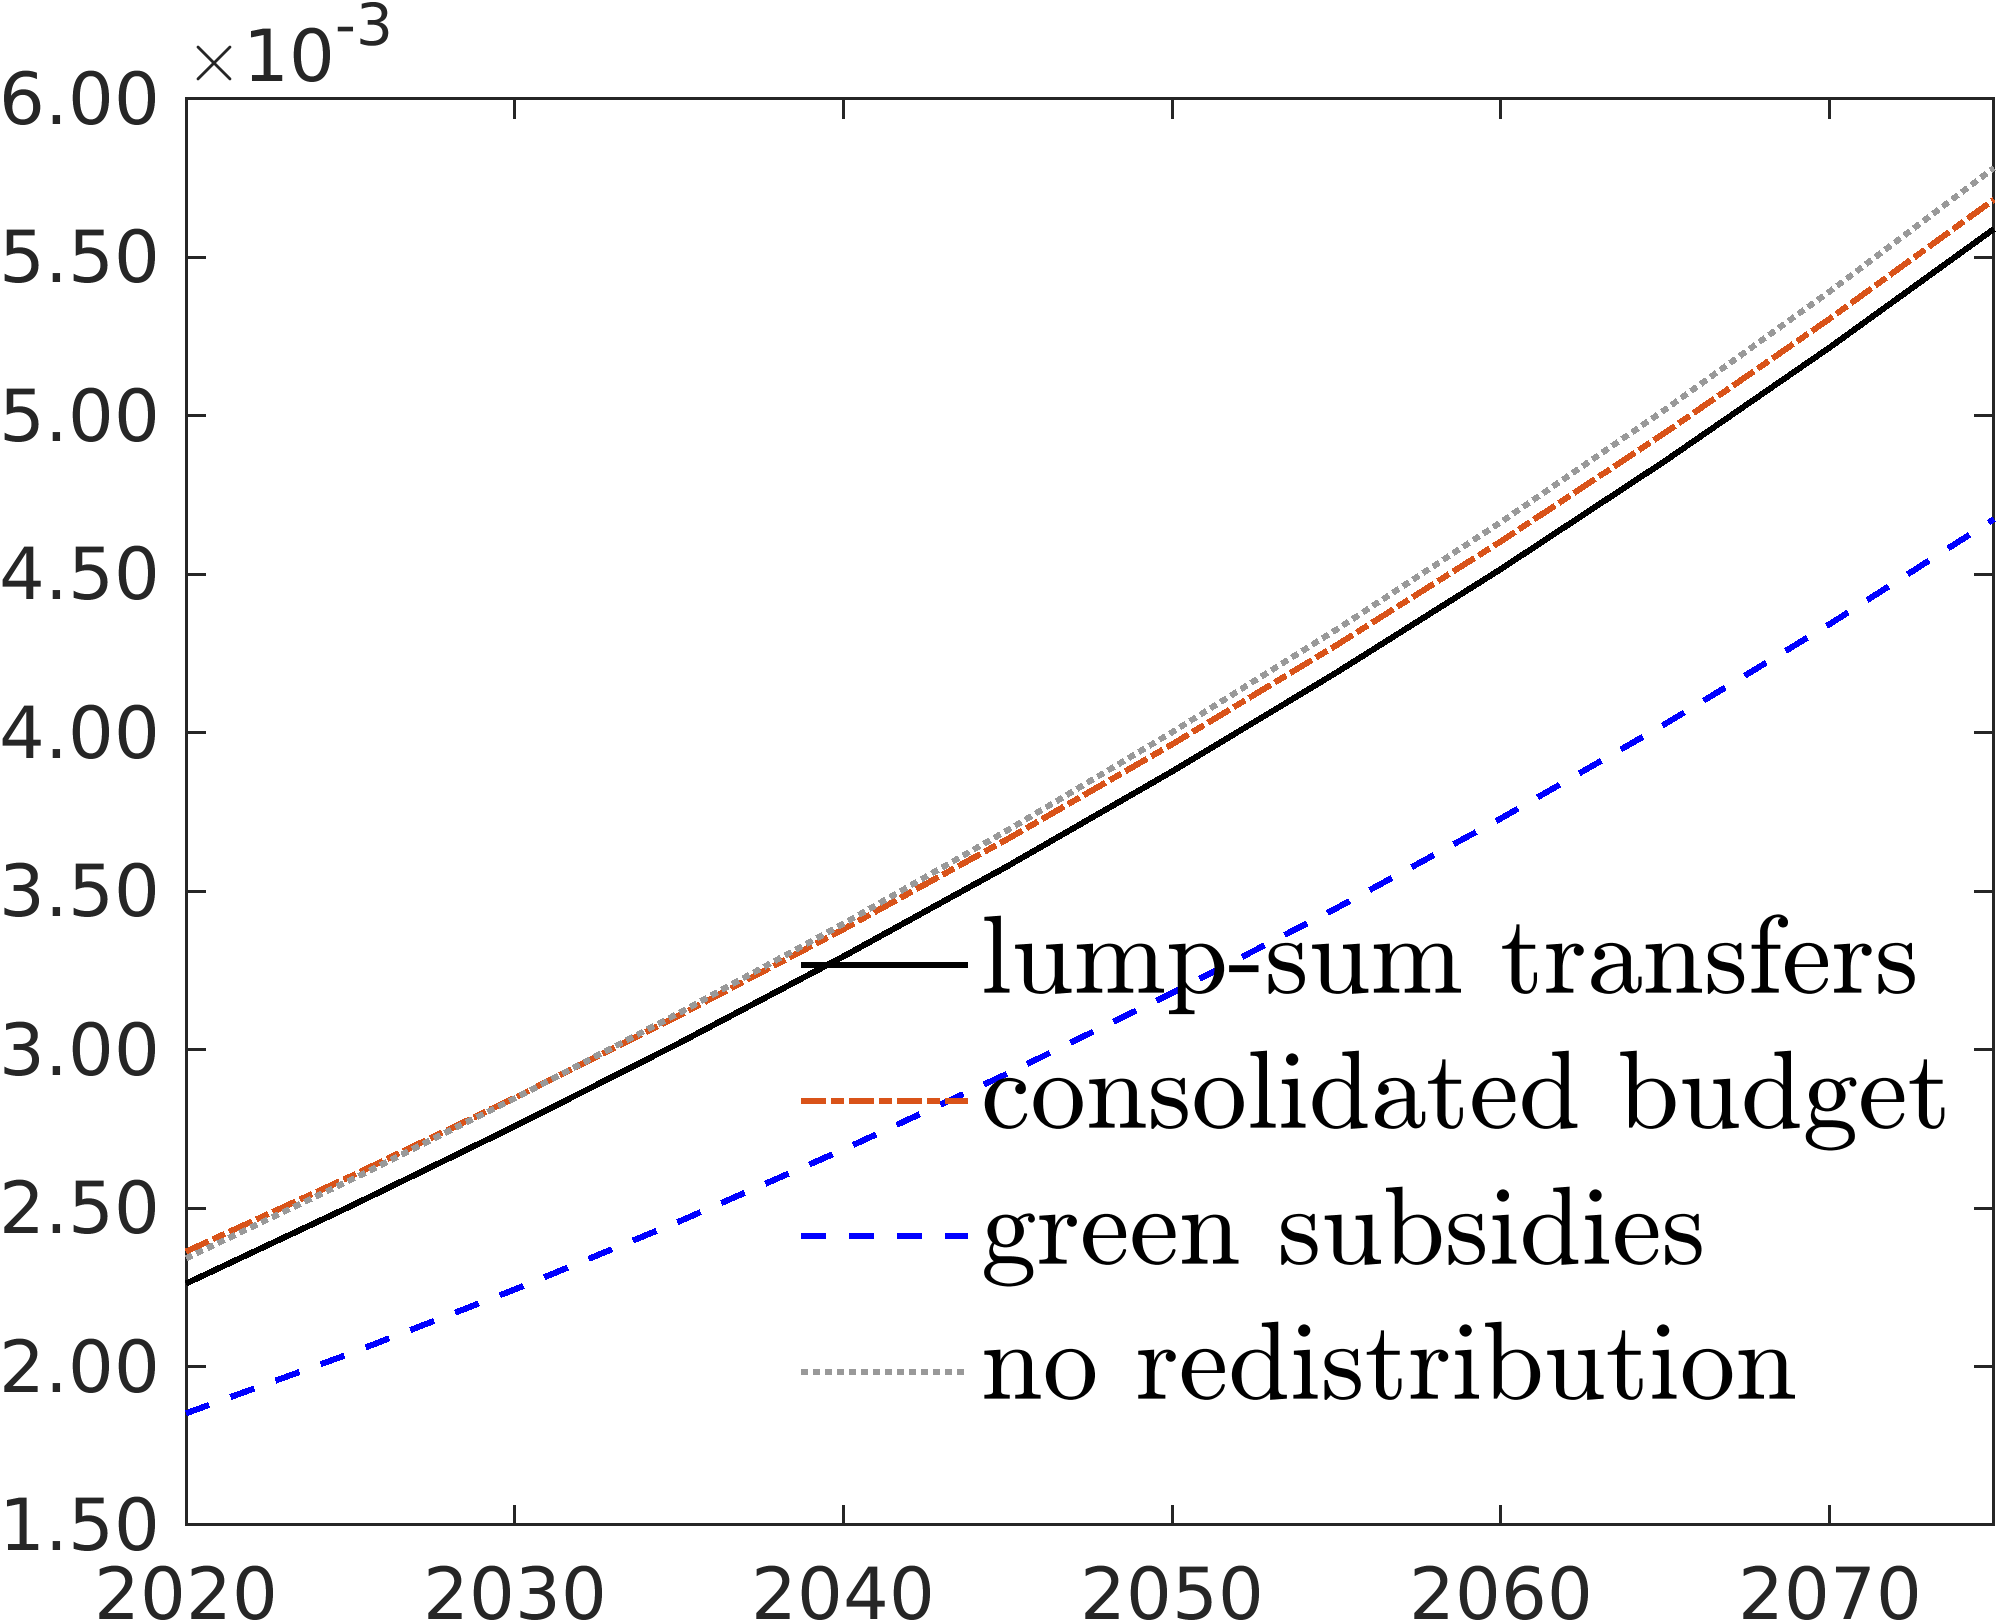 ×10-3
6.00
5.50
5.00
4.50
4.00
3.50
3.00
2.50
2.00
1.50
lump-sum transfers
consolidated budget
green subsidies
no redistribution
2020 2030 2040 2050 2060 2070